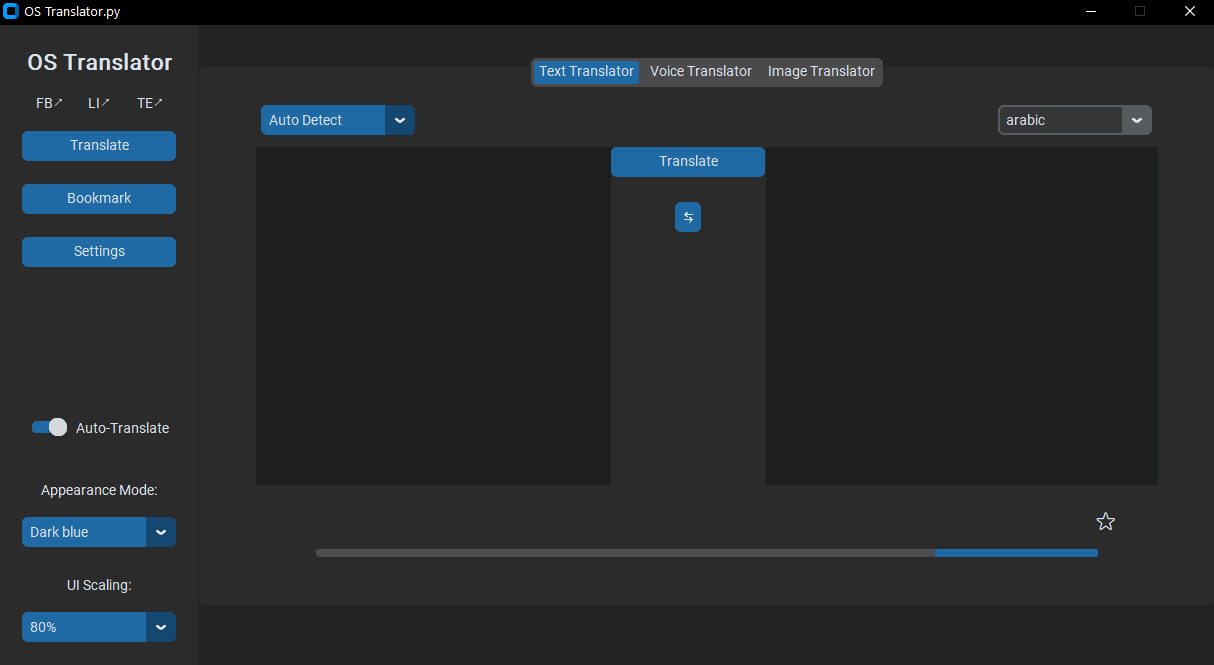 OS Translator.py
OS Translator
FB↗ LI↗ TE↗
Translate
Bookmark
Settings
Auto-Translate
Appearance Mode:
Dark blue
UI Scaling:
80%
Text Translator Voice Translator Image Translator
Auto Detect
arabic
Translate